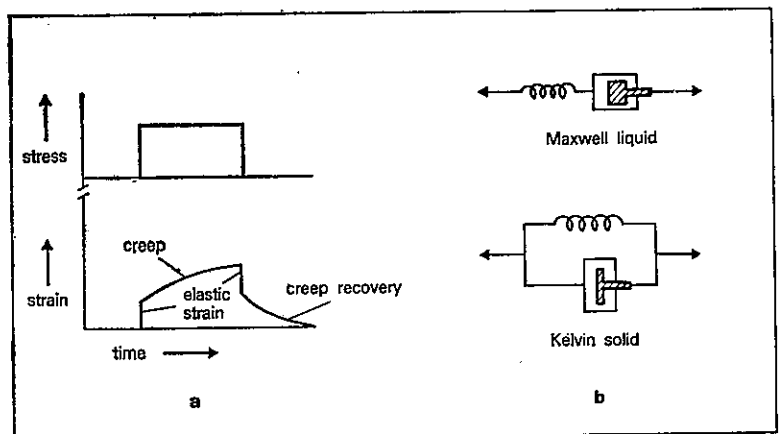 stress
strain
creep
elastic
strain
creep recovery
time
a
Maxwell liquid
Kelvin solid
b